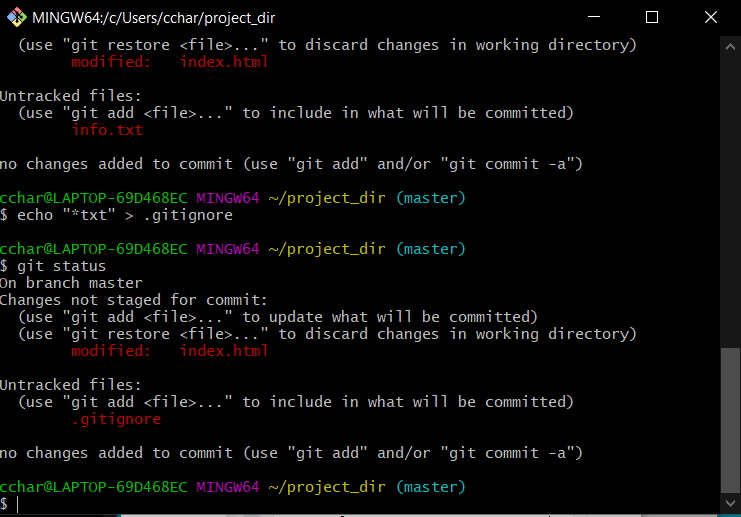 MINGW64:/c/Users/cchar/project_dir
(use "git restore <file>..." to discard changes in working directory)
modified:   index.html
Untracked files:
(use "git add <file>..." to include in what will be committed)
info.txt
no changes added to commit (use "git add" and/or "git commit -a")
cchar@LAPTOP-69D468EC MINGW64 ~/project_dir (master)
$ echo "*txt" > .gitignore
cchar@LAPTOP-69D468EC MINGW64 ~/project_dir (master)
$ git status
On branch master
Changes not staged for commit:
(use "git add <file>..." to update what will be committed)
(use "git restore <file>..." to discard changes in working directory)
modified:   index.html
Untracked files:
(use "git add <file>..." to include in what will be committed)
.gitignore
no changes added to commit (use "git add" and/or "git commit -a")
cchar@LAPTOP-69D468EC MINGW64 ~/project_dir (master)
$